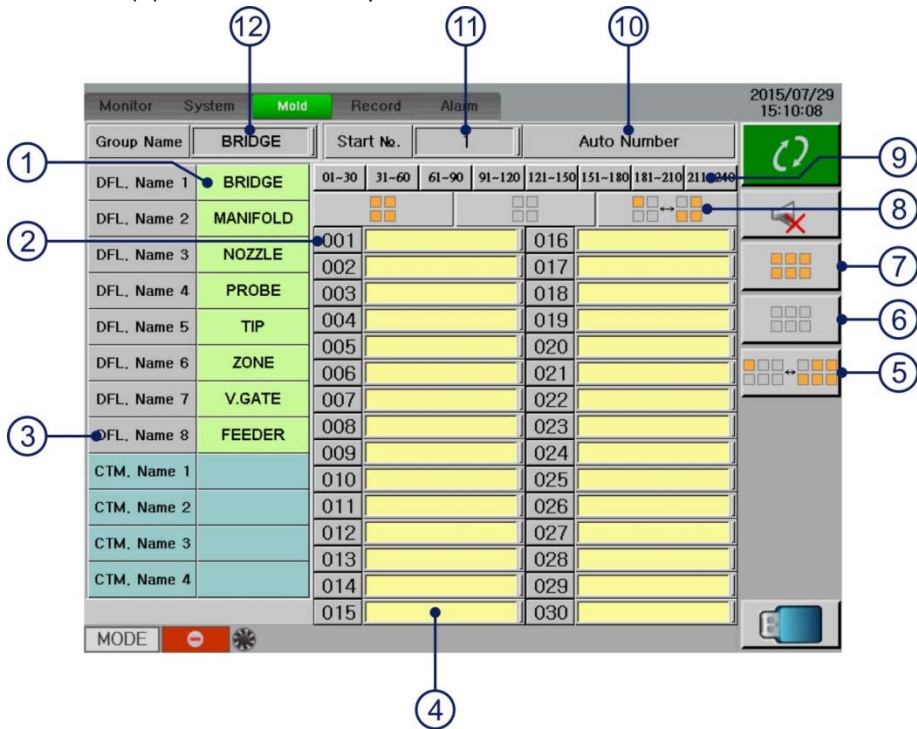 12 11 10
Monitor System Mold Record Alarm 2015/07/29
15:10:08
Group Name BRIDGE Start №. 1 Auto Number
1 DFL. Name 1 BRIDGE 01~30 31~60 61~90 91~120 121~150 151~180 181~210 211~240 9
DFL. Name 2 MANIFOLD 8
2 DFL. Name 3 NOZZLE 001 016
7
DFL. Name 4 PROBE 002 017
003 018
DFL. Name 5 TIP 004 019 6
DFL. Name 6 ZONE 005 020
006 021 5
DFL. Name 7 V.GATE 007 022
3 DFL. Name 8 FEEDER 008 023
009 024
CTM. Name 1 010 025
CTM. Name 2 011 026
CTM. Name 3 012 027
013 028
CTM. Name 4 014 029
015 030
MODE
4